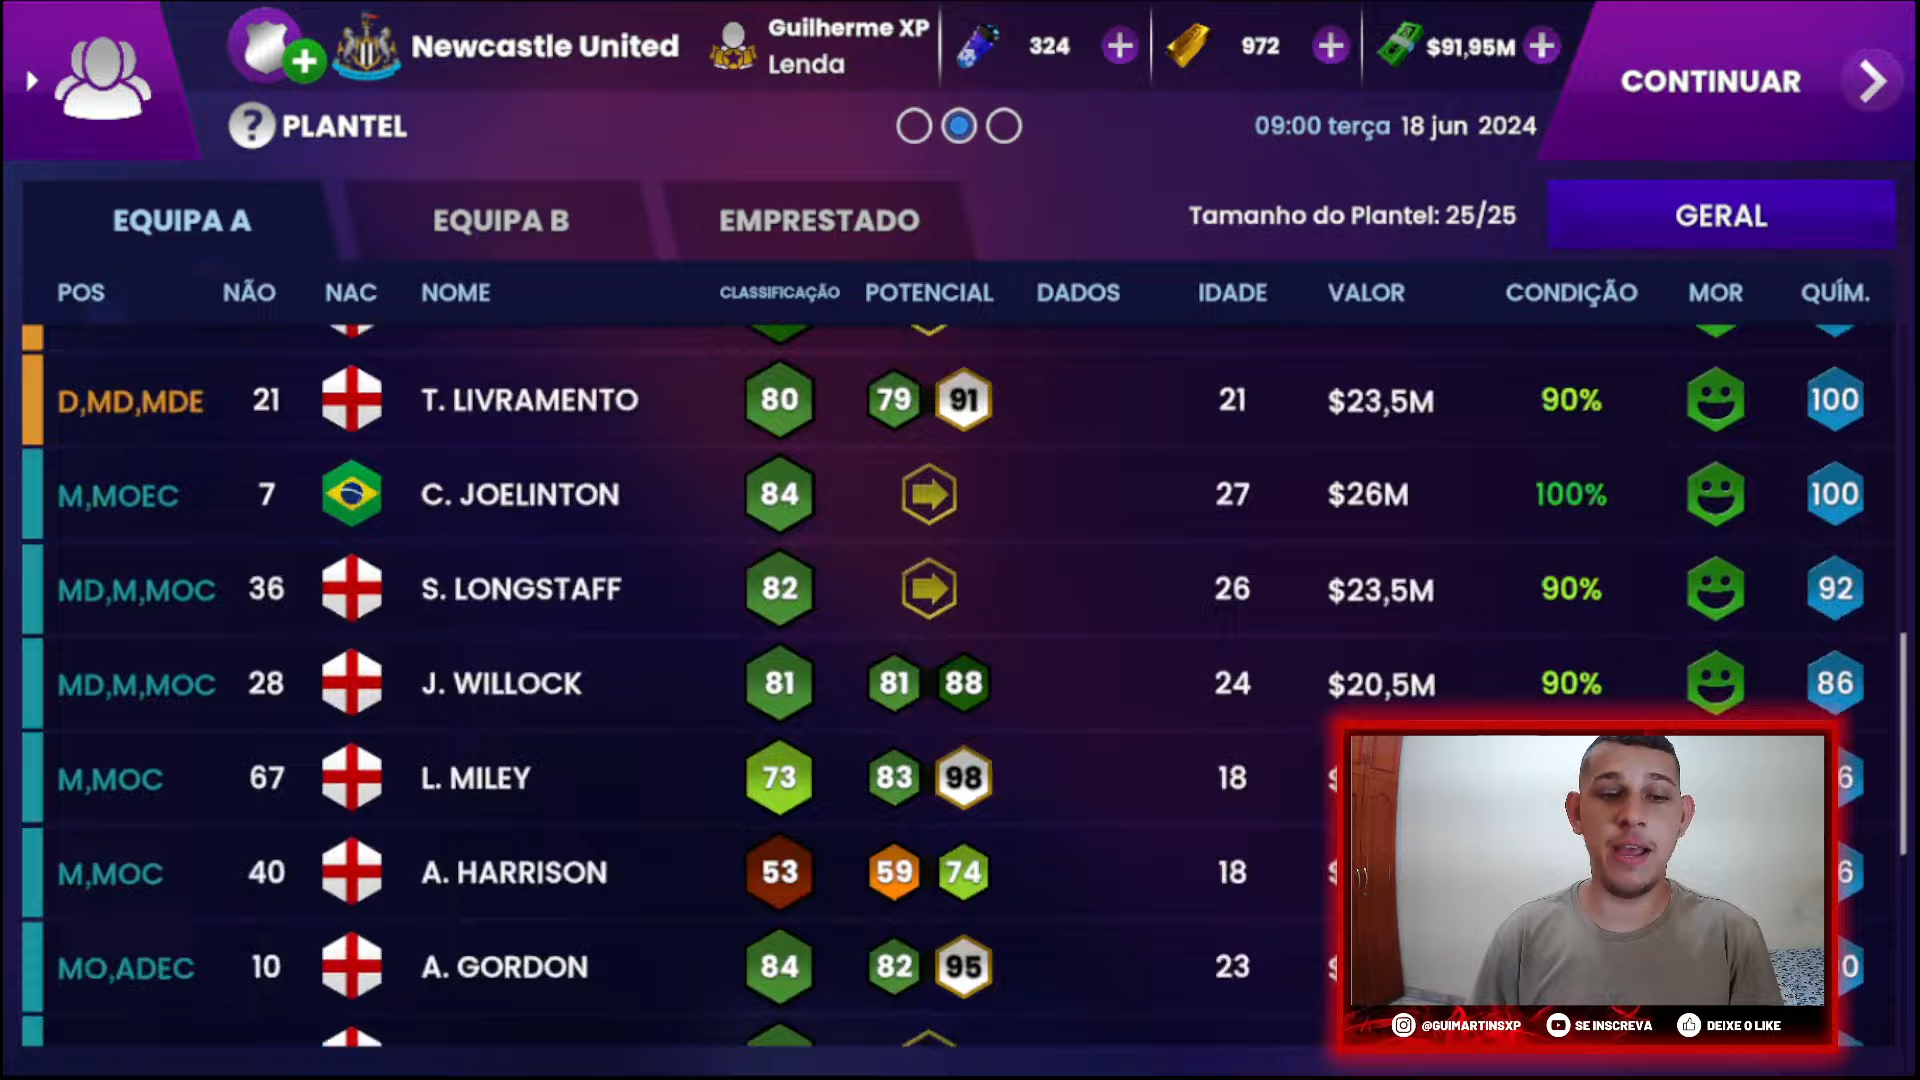 Newcastle United
Guilherme XP
Lenda
324
972
$91,95M
CONTINUAR
? PLANTEL
09:00 terça 18 jun 2024
EQUIPA A EQUIPA B EMPRESTADO
Tamanho do Plantel: 25/25
GERAL
POS NÃO NAC NOME CLASSIFICAÇÃO POTENCIAL DADOS IDADE VALOR CONDIÇÃO MOR QUÍM.
D,MD,MDE 21 T. LIVRAMENTO 80 79 91 21 $23,5M 90% 100
M,MOEC 7 C. JOELINTON 84 27 $26M 100% 100
MD,M,MOC 36 S. LONGSTAFF 82 26 $23,5M 90% 92
MD,M,MOC 28 J. WILLOCK 81 81 88 24 $20,5M 90% 86
M,MOC 67 L. MILEY 73 83 98 18
M,MOC 40 A. HARRISON 53 59 74 18
MO,ADEC 10 A. GORDON 84 82 95 23
@GUIMARTINSXP SE INSCREVA DEIXE O LIKE